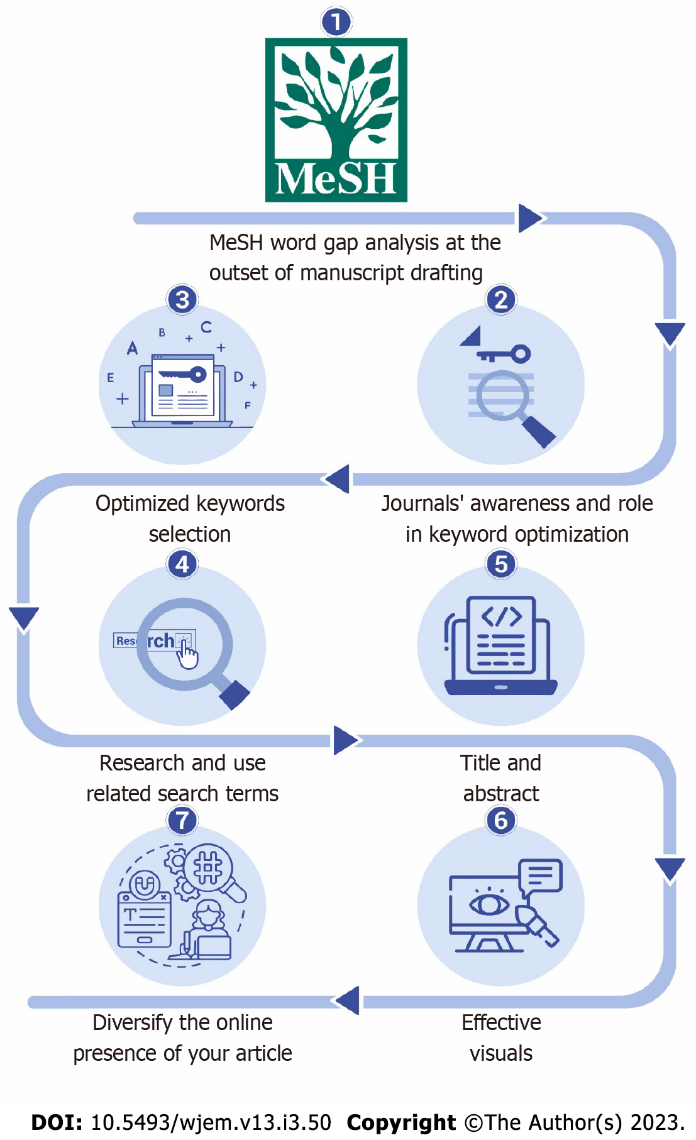 1
MeSH
MeSH word gap analysis at the
outset of manuscript drafting
2
Journals' awareness and role
in keyword optimization
3
A
B
C
D
E
F
Optimized keywords
selection
4
Research
Research and use
related search terms
5
</>
Title and
abstract
6
Effective
visuals
7
#
T
Diversify the online
presence of your article
DOI: 10.5493/wjem.v13.i3.50 Copyright ©The Author(s) 2023.